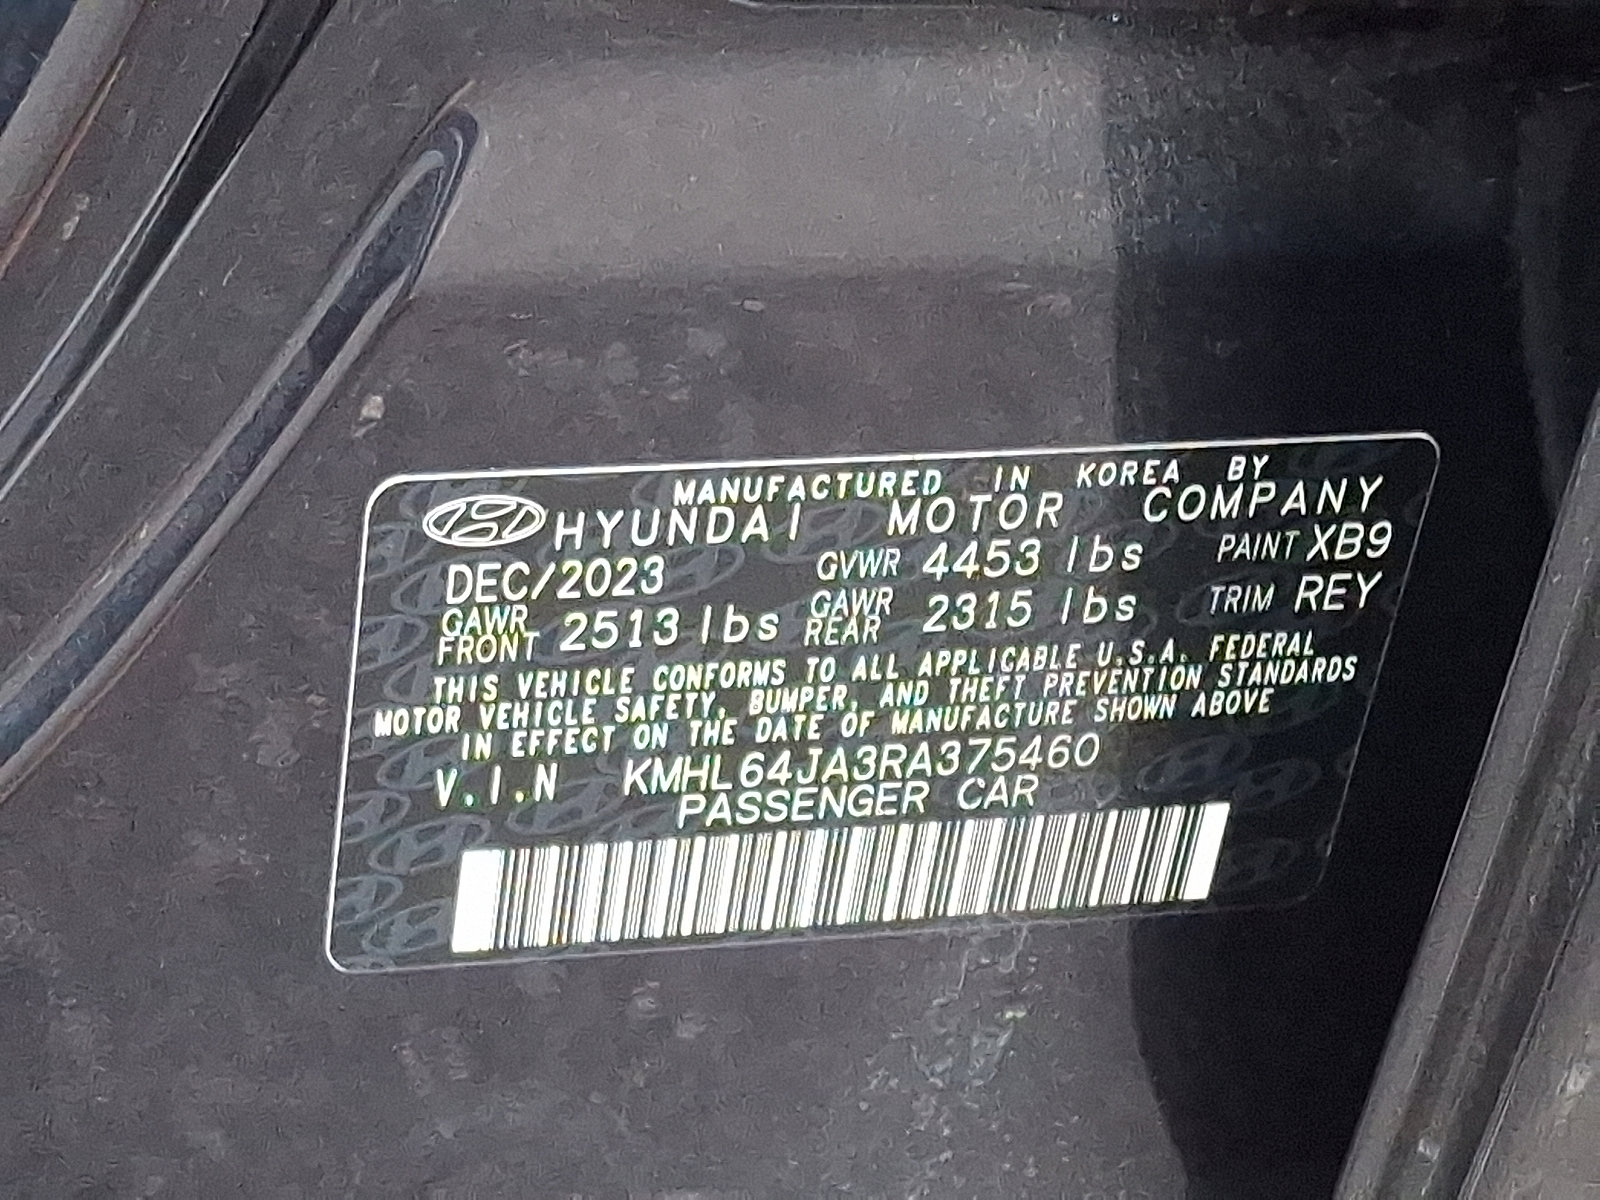 MANUFACTURED IN KOREA BY
HYUNDAI MOTOR COMPANY
DEC/2023 GVWR 4453 lbs PAINT XB9
GAWR FRONT 2513 lbs GAWR REAR 2315 lbs TRIM REY
THIS VEHICLE CONFORMS TO ALL APPLICABLE U.S.A. FEDERAL
MOTOR VEHICLE SAFETY, BUMPER, AND THEFT PREVENTION STANDARDS
IN EFFECT ON THE DATE OF MANUFACTURE SHOWN ABOVE
V.I.N KMHL64JA3RA375460
PASSENGER CAR